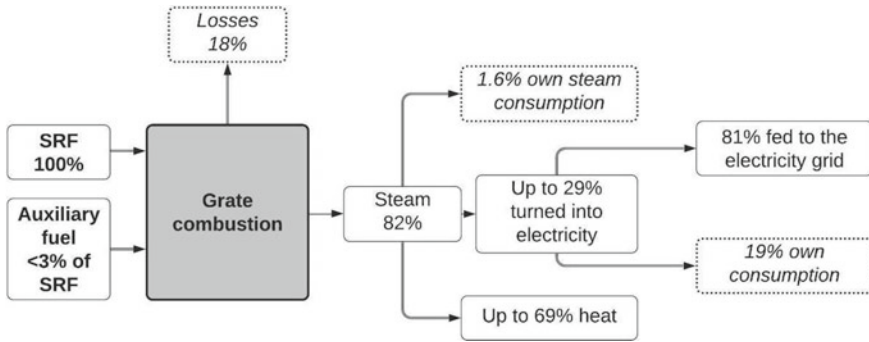 Losses
18%
1.6% own steam
consumption
SRF
100%
81% fed to the
electricity grid
Grate
combustion
Steam
82%
Up to 29%
turned into
electricity
Auxiliary
fuel
<3% of
SRF
19% own
consumption
Up to 69% heat